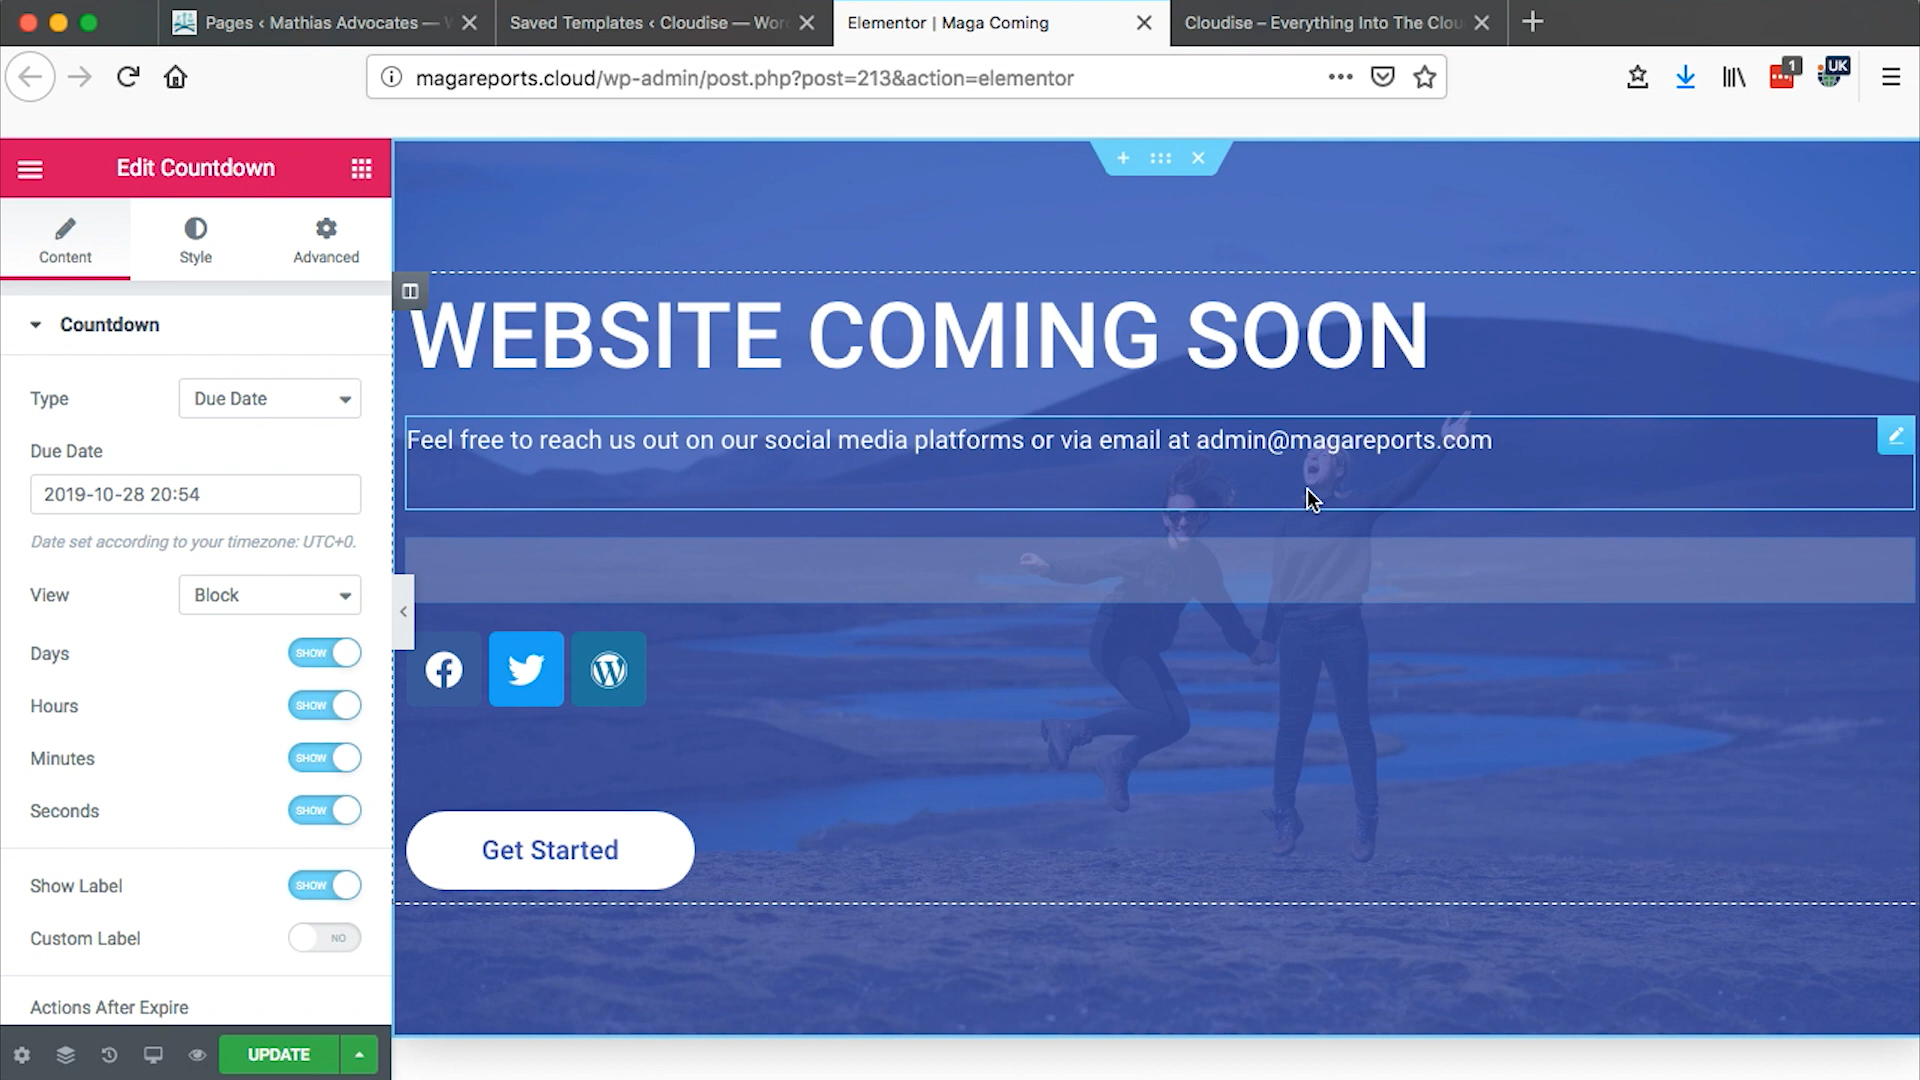 Pages ‹ Mathias Advocates —
Saved Templates ‹ Cloudise — Wor
Elementor | Maga Coming
Cloudise – Everything Into The Clou
magareports.cloud/wp-admin/post.php?post=213&action=elementor
1
UK
Edit Countdown
Content
Style
Advanced
Countdown
Type
Due Date
Due Date
2019-10-28 20:54
Date set according to your timezone: UTC+0.
View
Block
Days
SHOW
Hours
SHOW
Minutes
SHOW
Seconds
SHOW
Show Label
SHOW
Custom Label
NO
Actions After Expire
UPDATE
WEBSITE COMING SOON
Feel free to reach us out on our social media platforms or via email at admin@magareports.com
Get Started